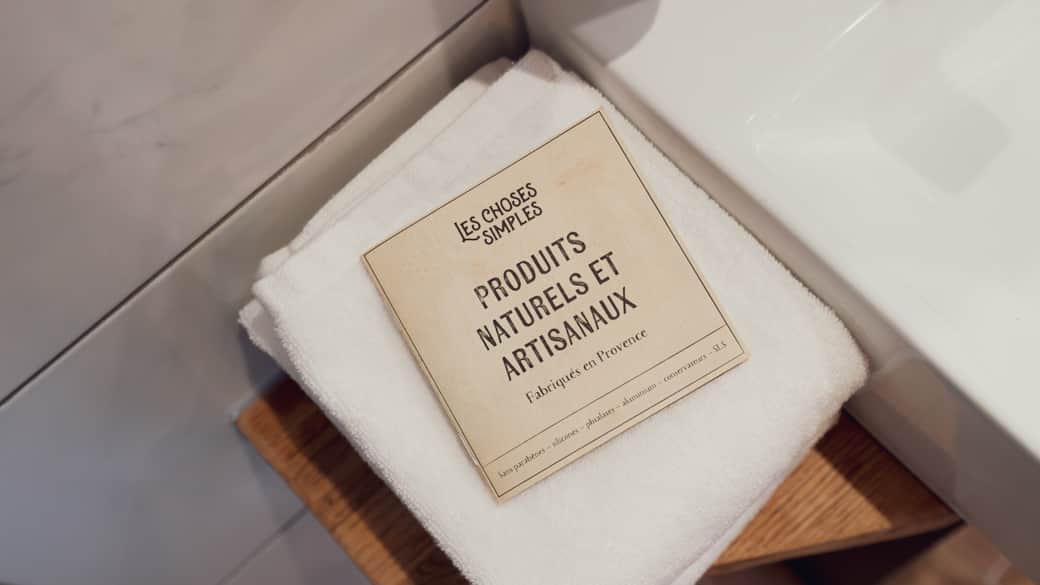 LES CHOSES
SIMPLES
PRODUITS
NATURELS ET
ARTISANAUX
Fabriqués en Provence
Sans parabènes - silicones - phtalates - aluminium - conservateurs - SLS